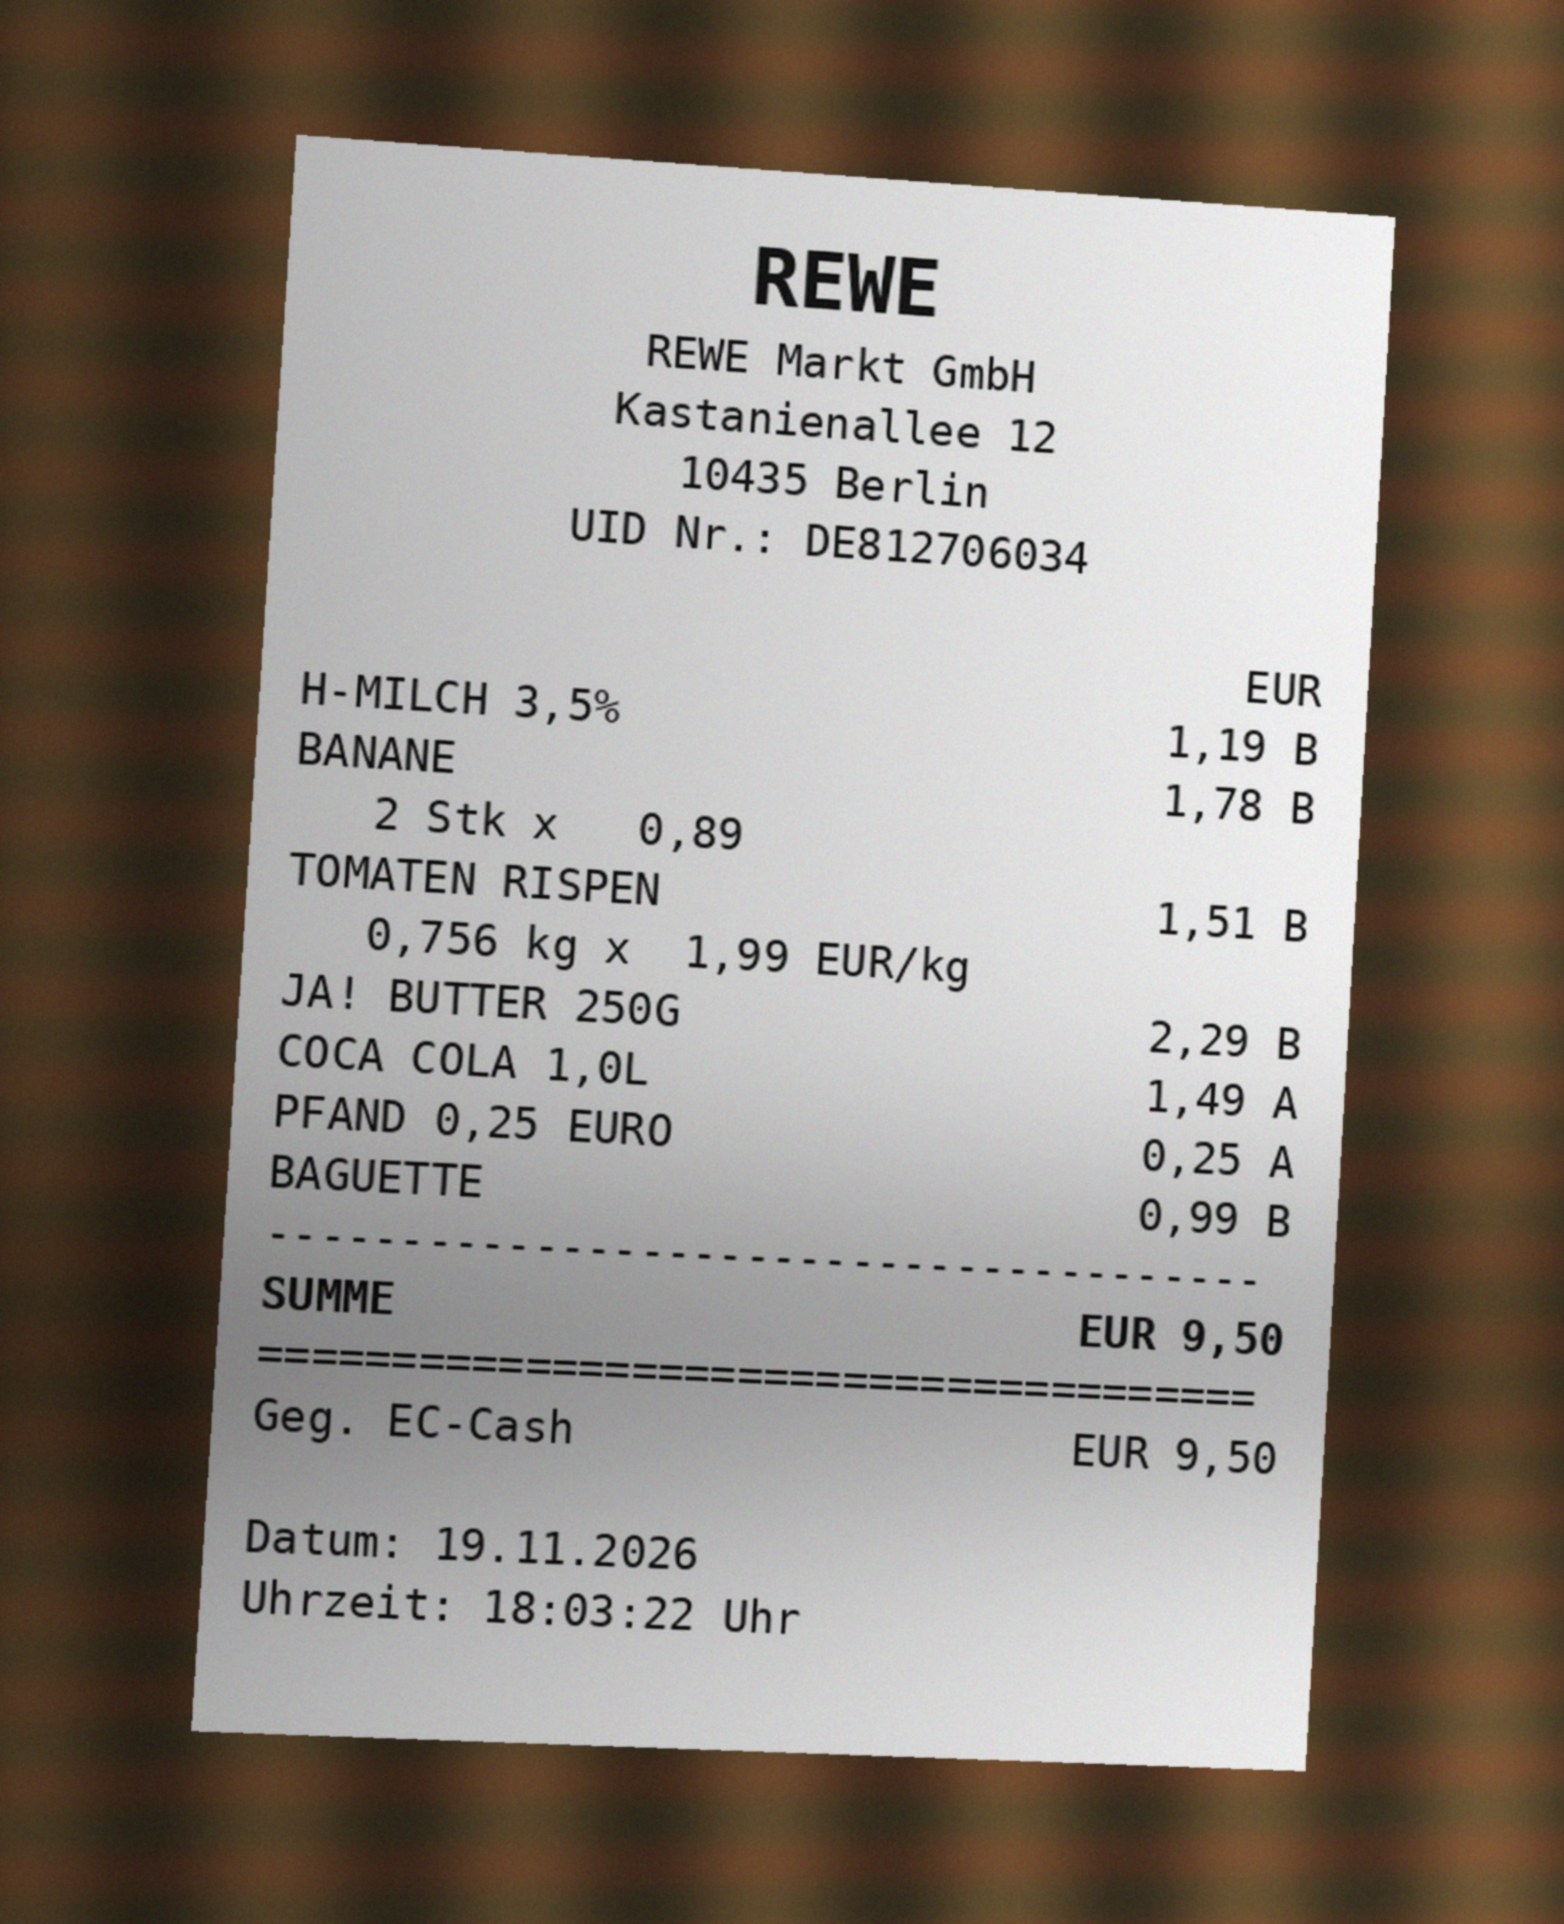 REWE
REWE Markt GmbH
Kastanienallee 12
10435 Berlin
UID Nr.: DE812706034
EUR
H-MILCH 3,5% 1,19 B
BANANE 1,78 B
2 Stk x 0,89
TOMATEN RISPEN 1,51 B
0,756 kg x 1,99 EUR/kg
JA! BUTTER 250G 2,29 B
COCA COLA 1,0L 1,49 A
PFAND 0,25 EURO 0,25 A
BAGUETTE 0,99 B
--------------------------------------
SUMME EUR 9,50
======================================
Geg. EC-Cash EUR 9,50
Datum: 19.11.2026
Uhrzeit: 18:03:22 Uhr